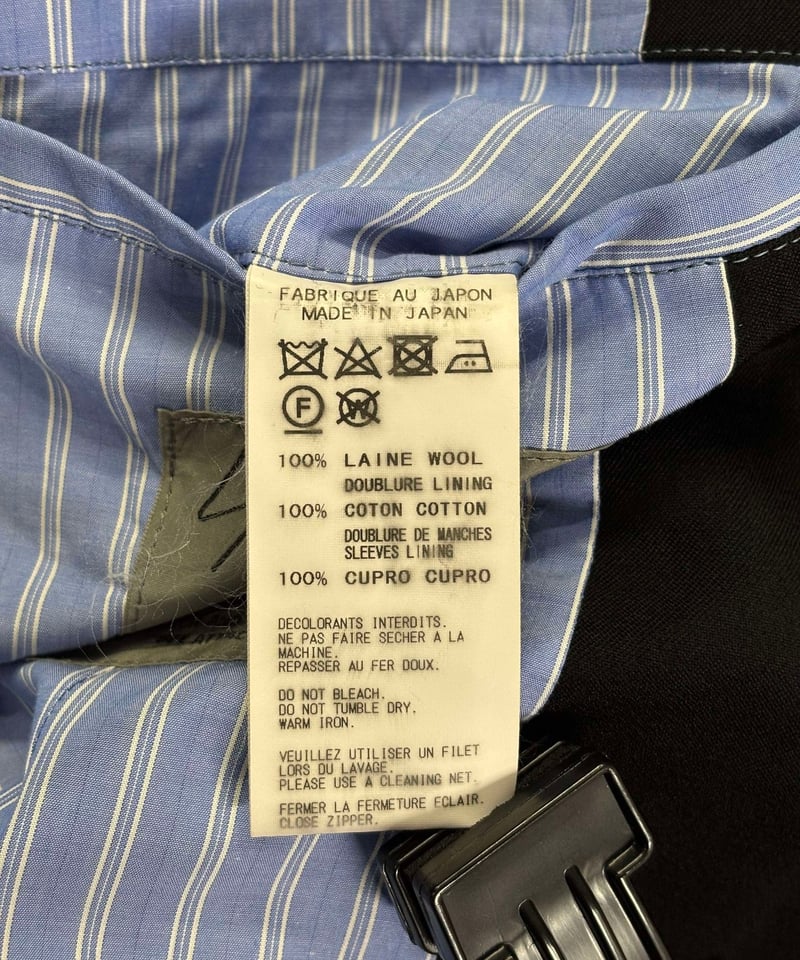 FABRIQUE AU JAPON
MADE IN JAPAN
F
W
100% LAINE WOOL
DOUBLURE LINING
100% COTON COTTON
DOUBLURE DE MANCHES
SLEEVES LINING
100% CUPRO CUPRO
DECOLORANTS INTERDITS.
NE PAS FAIRE SECHER A LA
MACHINE.
REPASSER AU FER DOUX.
DO NOT BLEACH.
DO NOT TUMBLE DRY.
WARM IRON.
VEUILLEZ UTILISER UN FILET
LORS DU LAVAGE.
PLEASE USE A CLEANING NET.
FERMER LA FERMETURE ECLAIR.
CLOSE ZIPPER.